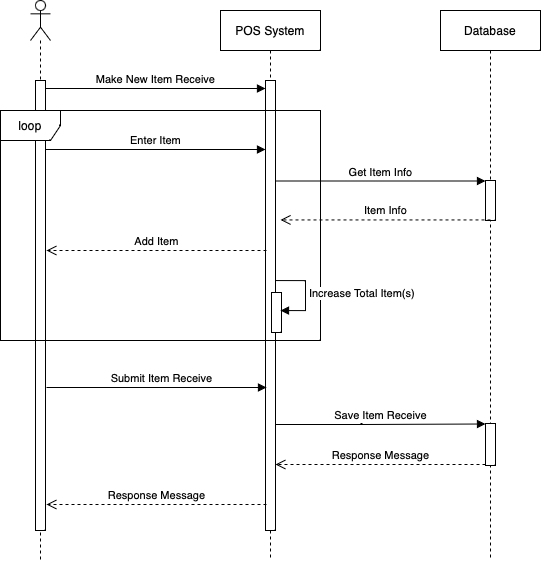 POS System
Database
Make New Item Receive
loop
Enter Item
Get Item Info
Item Info
Add Item
Increase Total Item(s)
Submit Item Receive
Save Item Receive
Response Message
Response Message